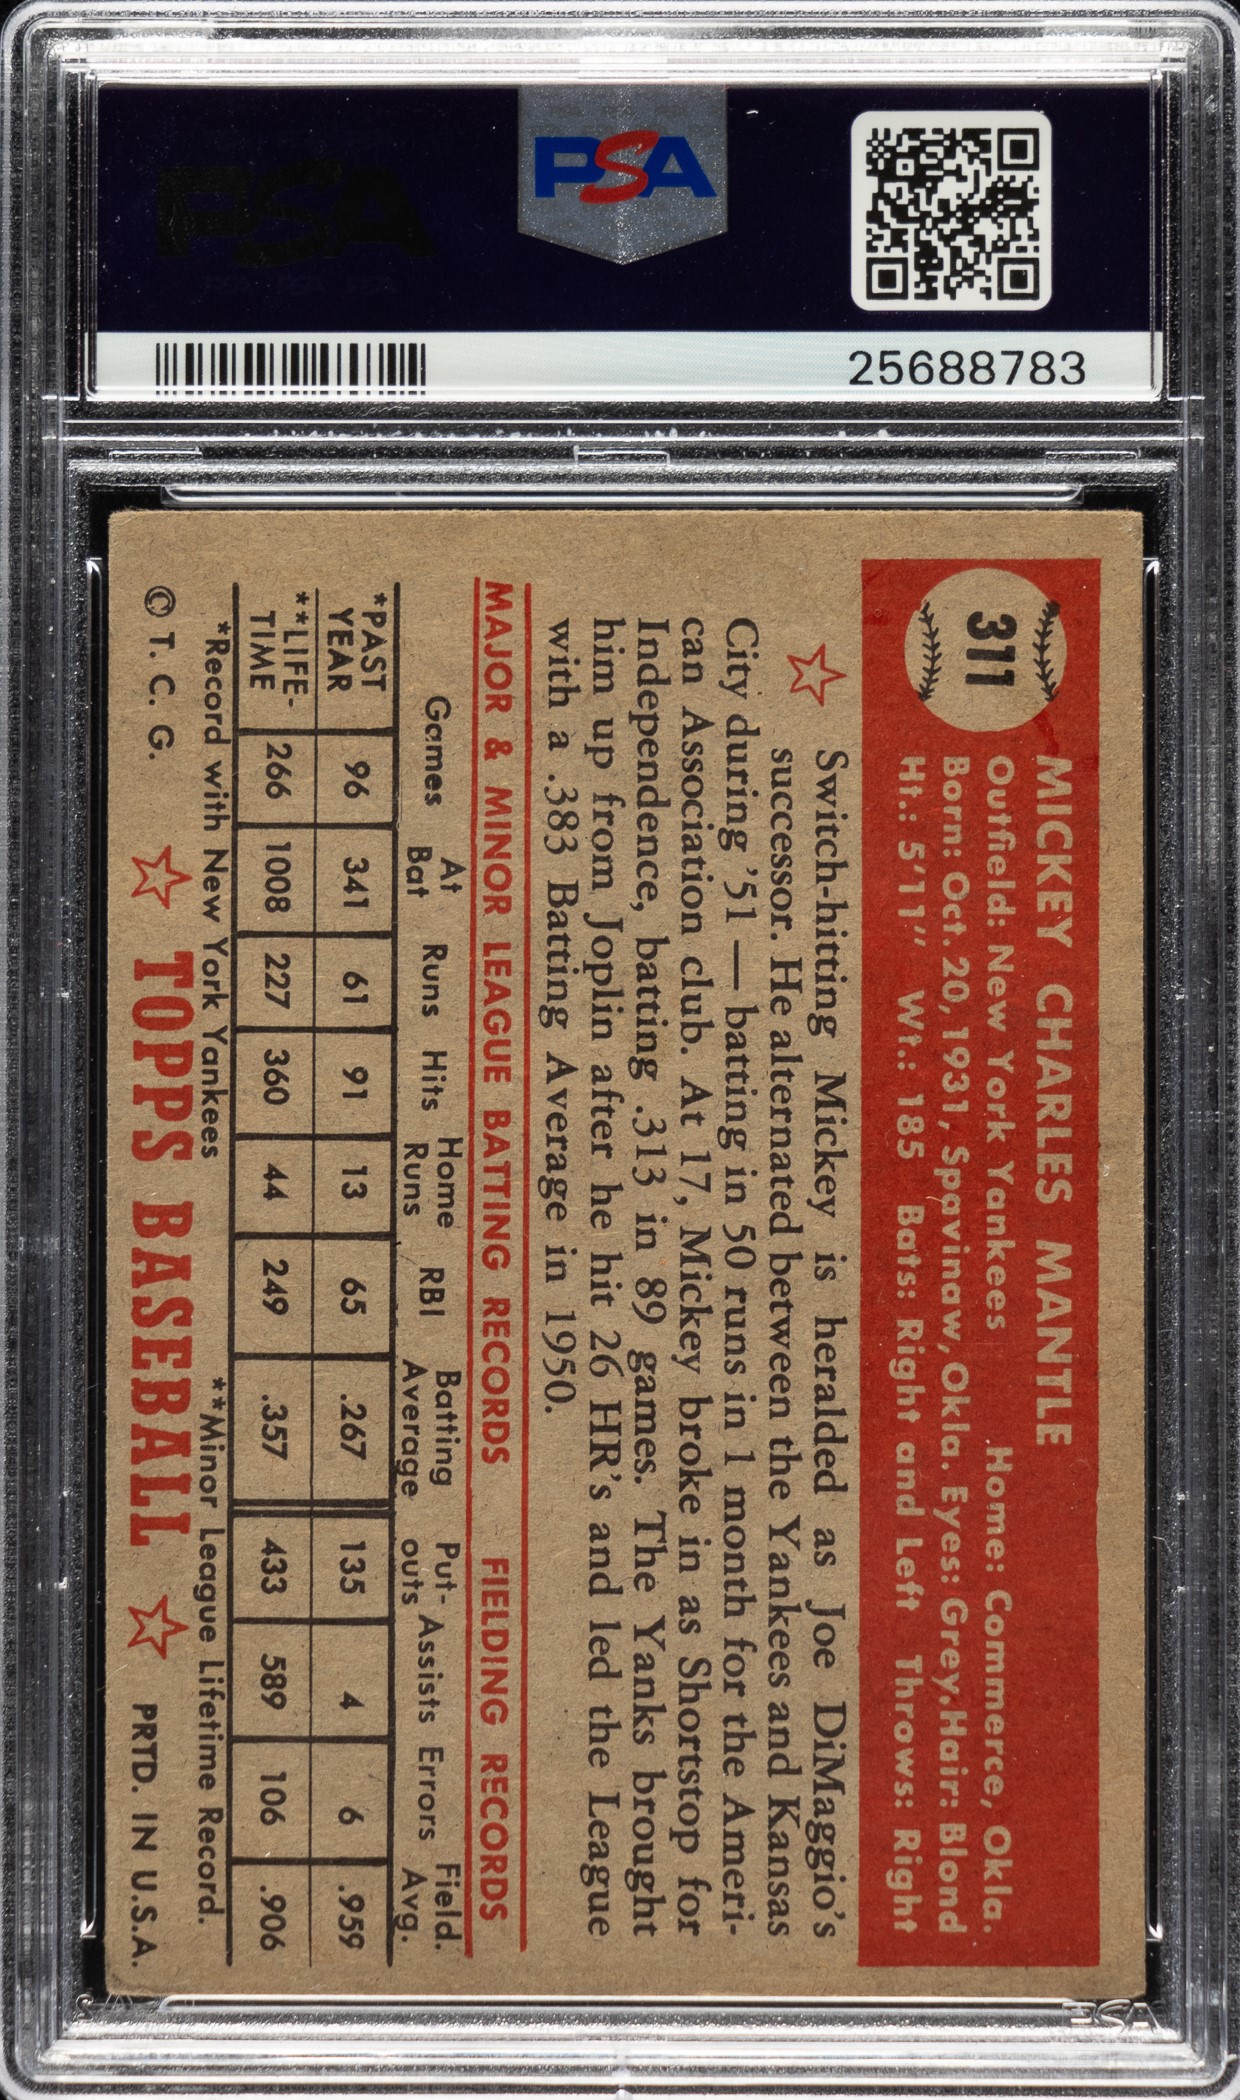 PSA
25688783
311
MICKEY CHARLES MANTLE
Outfield: New York Yankees Home: Commerce, Okla.
Born: Oct. 20, 1931, Spavinaw, Okla. Eyes: Grey, Hair: Blond
Ht.: 5'11" Wt.: 185 Bats: Right and Left Throws: Right
Switch-hitting Mickey is heralded as Joe DiMaggio's
successor. He alternated between the Yankees and Kansas
City during '51 — batting in 50 runs in 1 month for the Ameri-
can Association club. At 17, Mickey broke in as Shortstop for
Independence, batting .313 in 89 games. The Yanks brought
him up from Joplin after he hit 26 HR's and led the League
with a .383 Batting Average in 1950.
MAJOR & MINOR LEAGUE BATTING RECORDS FIELDING RECORDS
Games At Bat Runs Hits Home Runs RBI Batting Average Put-outs Assists Errors Field. Avg.
*PAST YEAR 96 341 61 91 13 65 .267 135 4 6 .959
**LIFE-TIME 266 1008 227 360 44 249 .357 433 589 106 .906
*Record with New York Yankees **Minor League Lifetime Record.
© T. C. G. TOPPS BASEBALL PRTD. IN U.S.A.
PSA